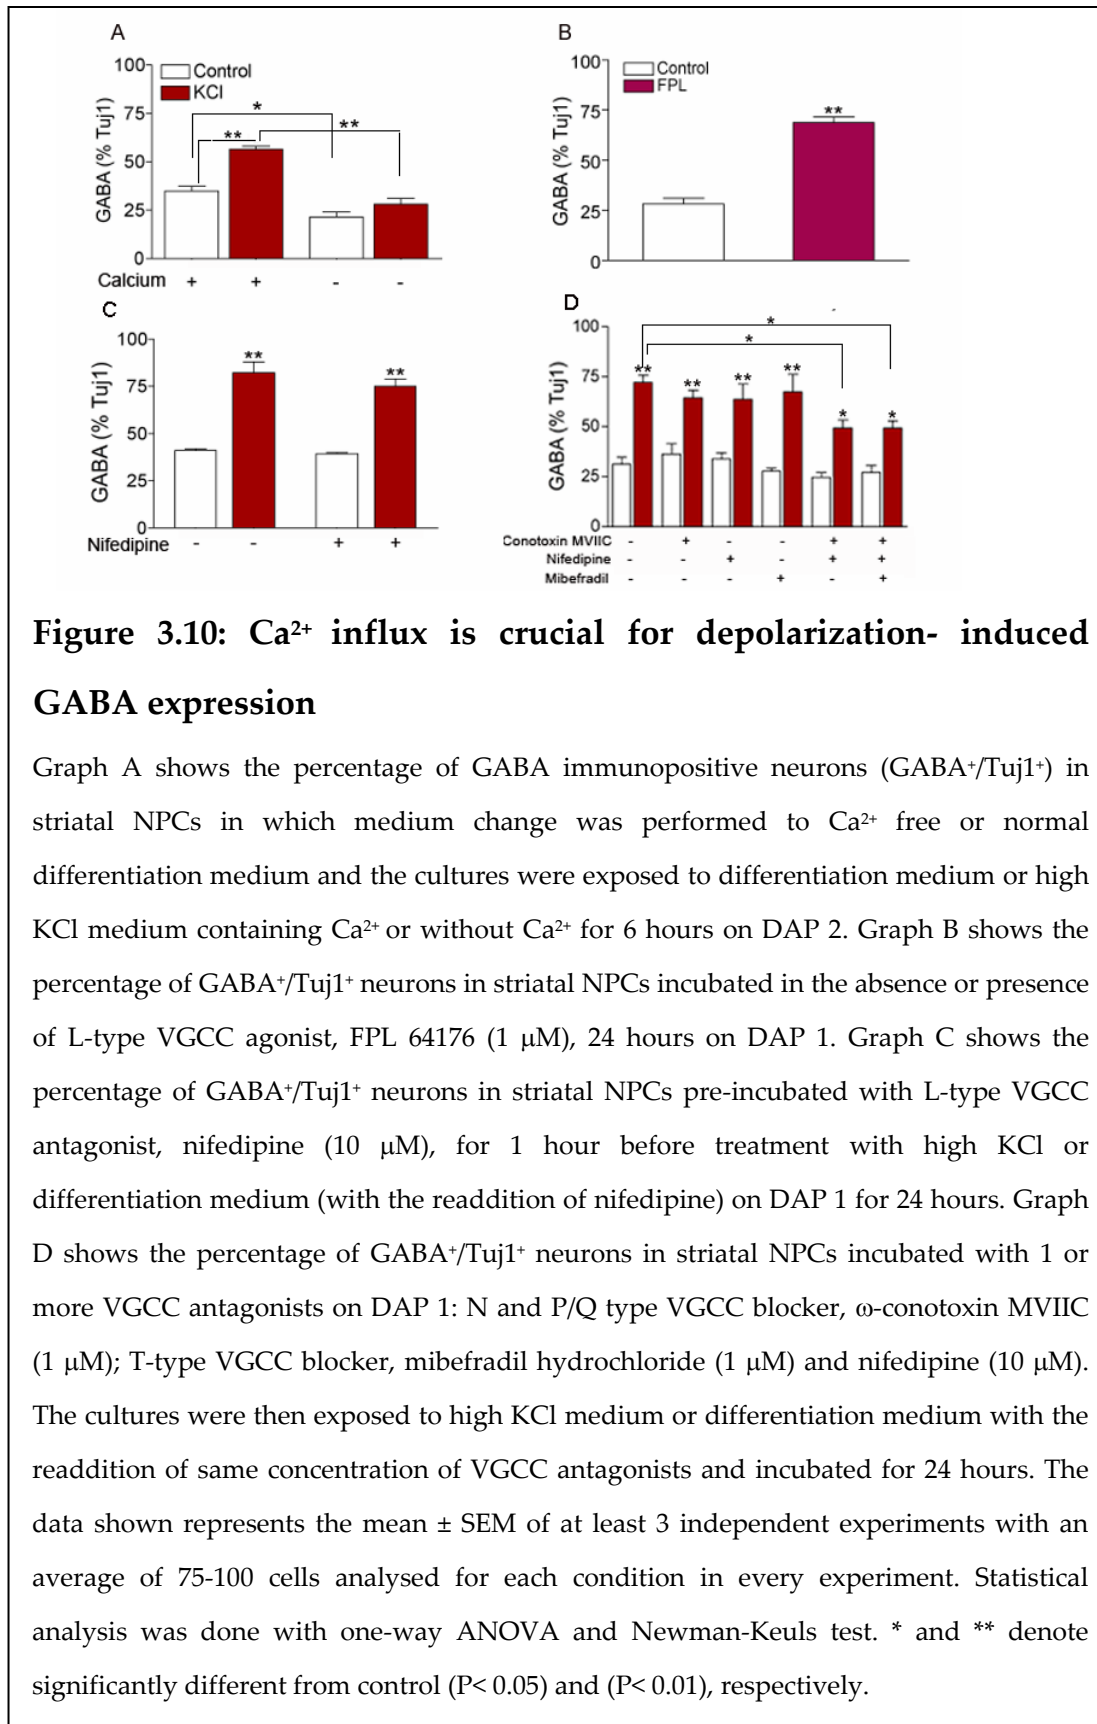 A
100
75
50
25
0
GABA (% Tuj1)
Control
KCl
*
**
**
Calcium + + - -
B
100
75
50
25
0
GABA (% Tuj1)
Control
FPL
**
C
100
75
50
25
0
GABA (% Tuj1)
**
**
Nifedipine - - + +
D
100
75
50
25
0
GABA (% Tuj1)
*
*
** ** ** ** * *
Conotoxin MVIIC - + - - + +
Nifedipine - - + - + +
Mibefradil - - - + - +
Figure 3.10: Ca²⁺ influx is crucial for depolarization- induced
GABA expression
Graph A shows the percentage of GABA immunopositive neurons (GABA⁺/Tuj1⁺) in
striatal NPCs in which medium change was performed to Ca²⁺ free or normal
differentiation medium and the cultures were exposed to differentiation medium or high
KCl medium containing Ca²⁺ or without Ca²⁺ for 6 hours on DAP 2. Graph B shows the
percentage of GABA⁺/Tuj1⁺ neurons in striatal NPCs incubated in the absence or presence
of L-type VGCC agonist, FPL 64176 (1 μM), 24 hours on DAP 1. Graph C shows the
percentage of GABA⁺/Tuj1⁺ neurons in striatal NPCs pre-incubated with L-type VGCC
antagonist, nifedipine (10 μM), for 1 hour before treatment with high KCl or
differentiation medium (with the readdition of nifedipine) on DAP 1 for 24 hours. Graph
D shows the percentage of GABA⁺/Tuj1⁺ neurons in striatal NPCs incubated with 1 or
more VGCC antagonists on DAP 1: N and P/Q type VGCC blocker, ω-conotoxin MVIIC
(1 μM); T-type VGCC blocker, mibefradil hydrochloride (1 μM) and nifedipine (10 μM).
The cultures were then exposed to high KCl medium or differentiation medium with the
readdition of same concentration of VGCC antagonists and incubated for 24 hours. The
data shown represents the mean ± SEM of at least 3 independent experiments with an
average of 75-100 cells analysed for each condition in every experiment. Statistical
analysis was done with one-way ANOVA and Newman-Keuls test. * and ** denote
significantly different from control (P< 0.05) and (P< 0.01), respectively.